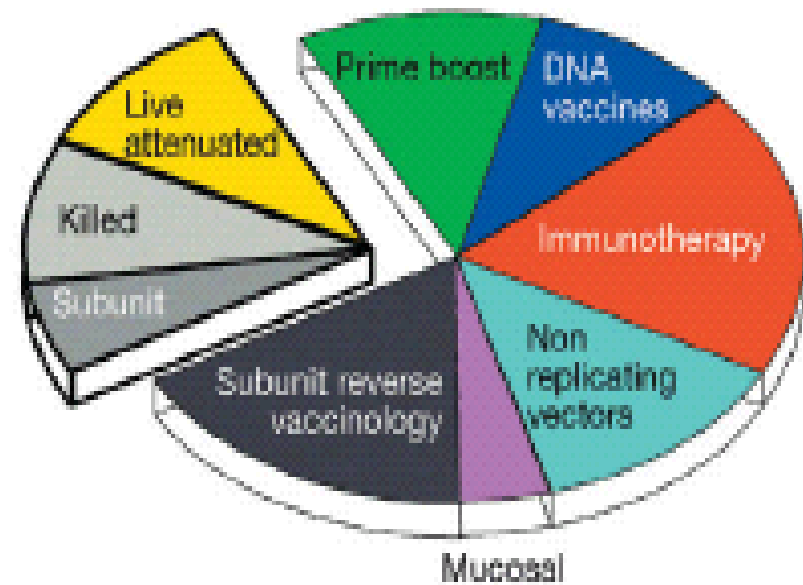 Live
attenuated
Killed
Subunit
Prime boost
DNA
vaccines
Immunotherapy
Non
replicating
vectors
Subunit reverse
vaccinology
Mucosal